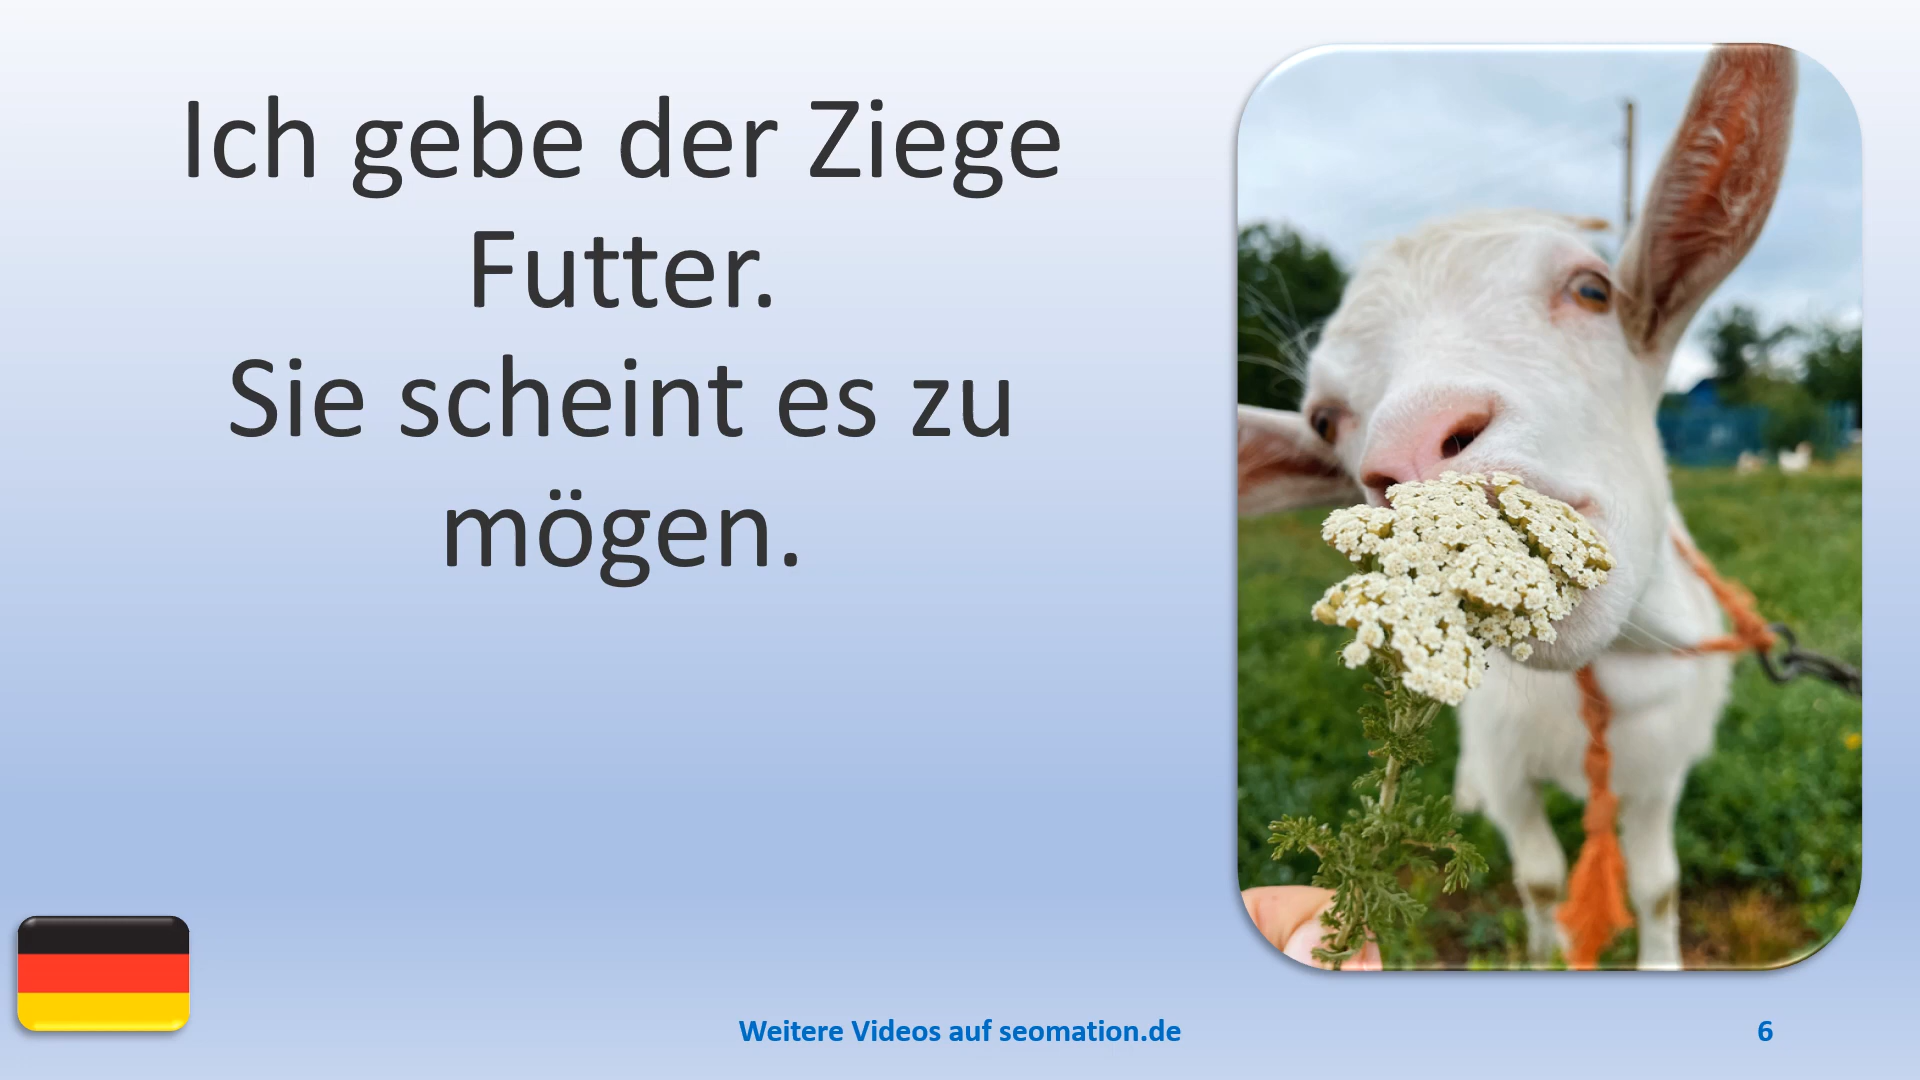 Ich gebe der Ziege
Futter.
Sie scheint es zu
mögen.
Weitere Videos auf seomation.de
6